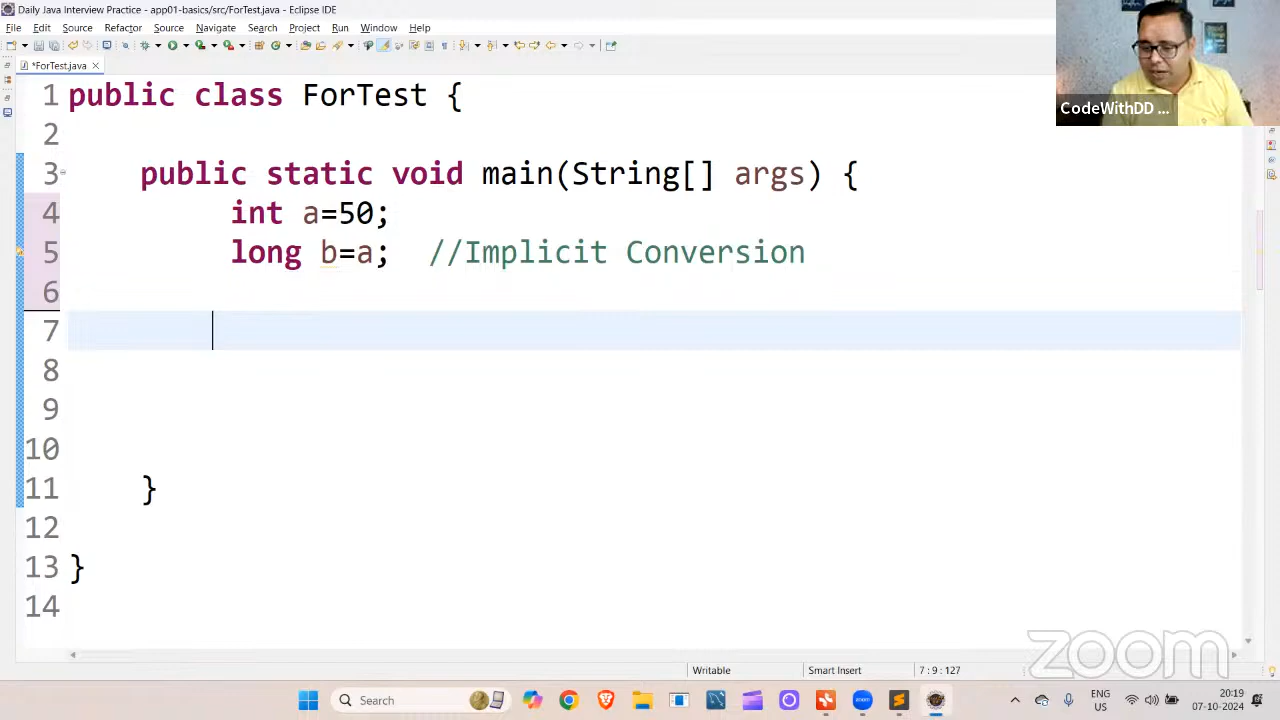 Daily Java Interview Practice - app01-basics/src/ForTest.java - Eclipse IDE
File Edit Source Refactor Source Navigate Search Project Run Window Help
*ForTest.java
CodeWithDD ...
1 public class ForTest {
2
3 public static void main(String[] args) {
4 int a=50;
5 long b=a; //Implicit Conversion
6
7
8
9
10
11 }
12
13 }
14
zoom
Writable Smart Insert 7 : 9 : 127
Search
ENG
US
20:19
07-10-2024